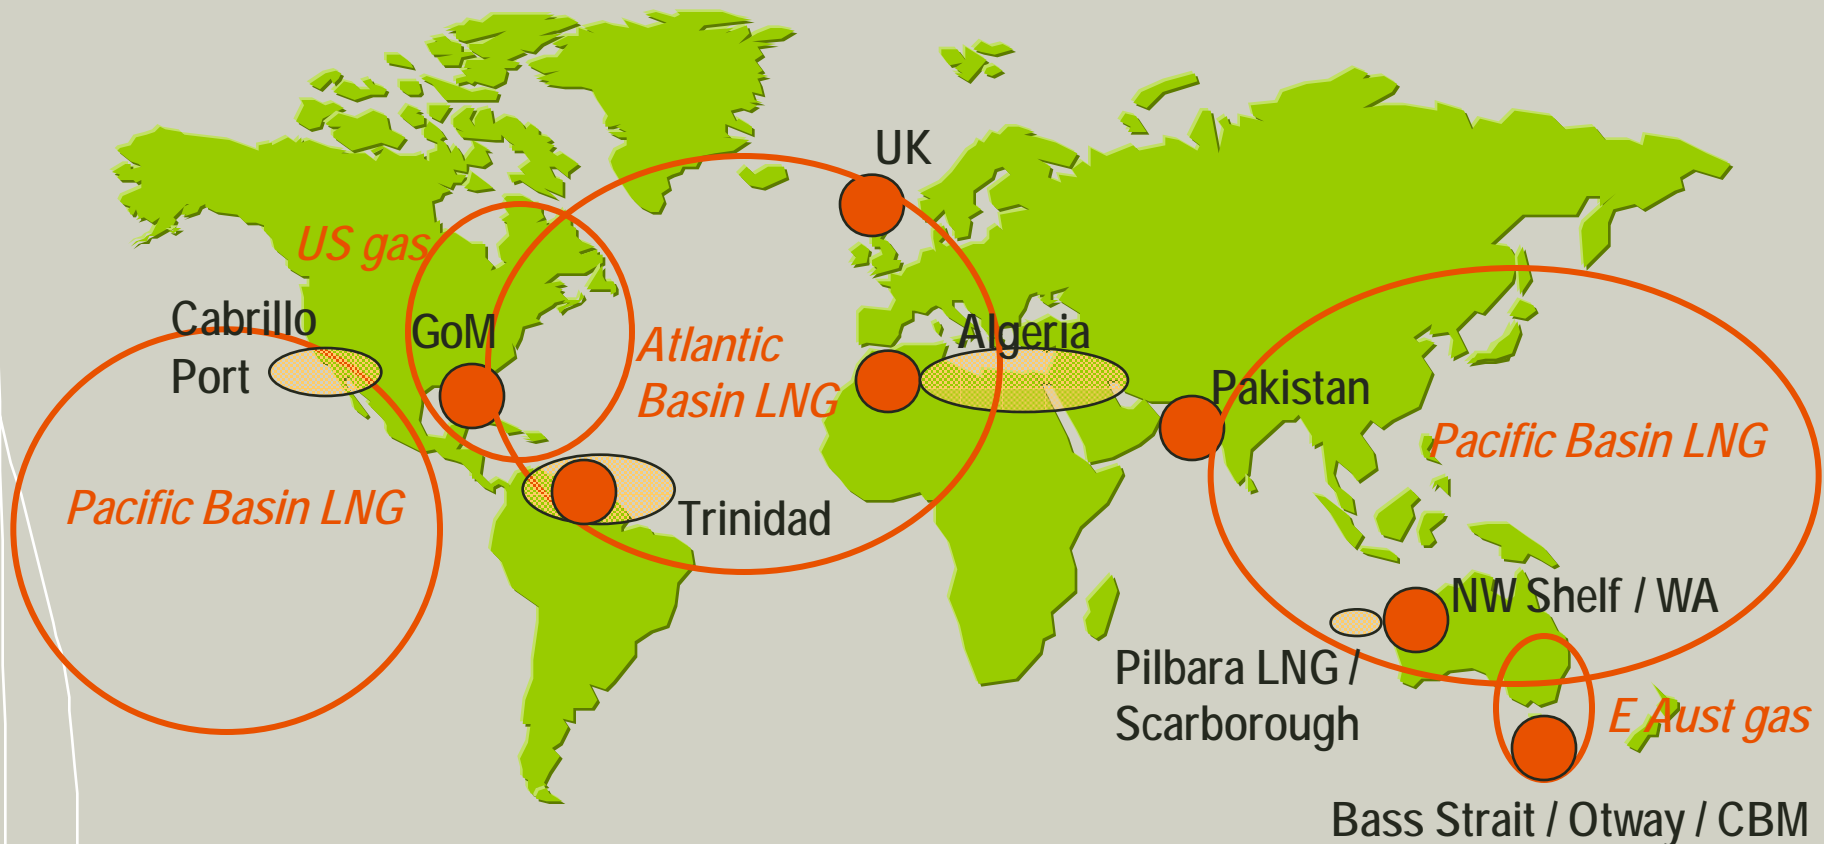 UK
US gas
Cabrillo
Port
GoM
Atlantic
Basin LNG
Algeria
Pakistan
Pacific Basin LNG
Pacific Basin LNG
Trinidad
NW Shelf / WA
Pilbara LNG /
Scarborough
E Aust gas
Bass Strait / Otway / CBM